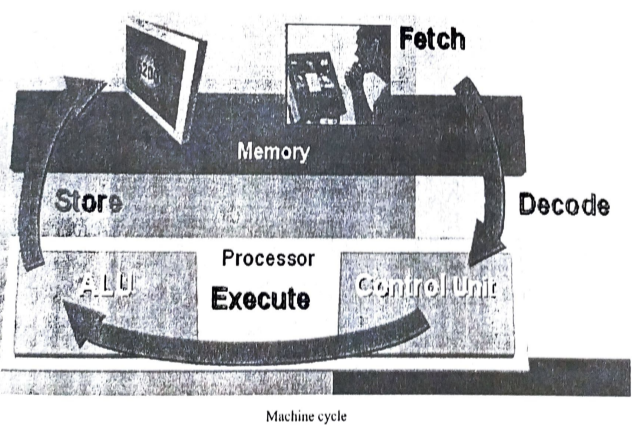 Fetch
Memory
Store
Decode
Processor
ALU
Execute
Control Unit
Machine cycle